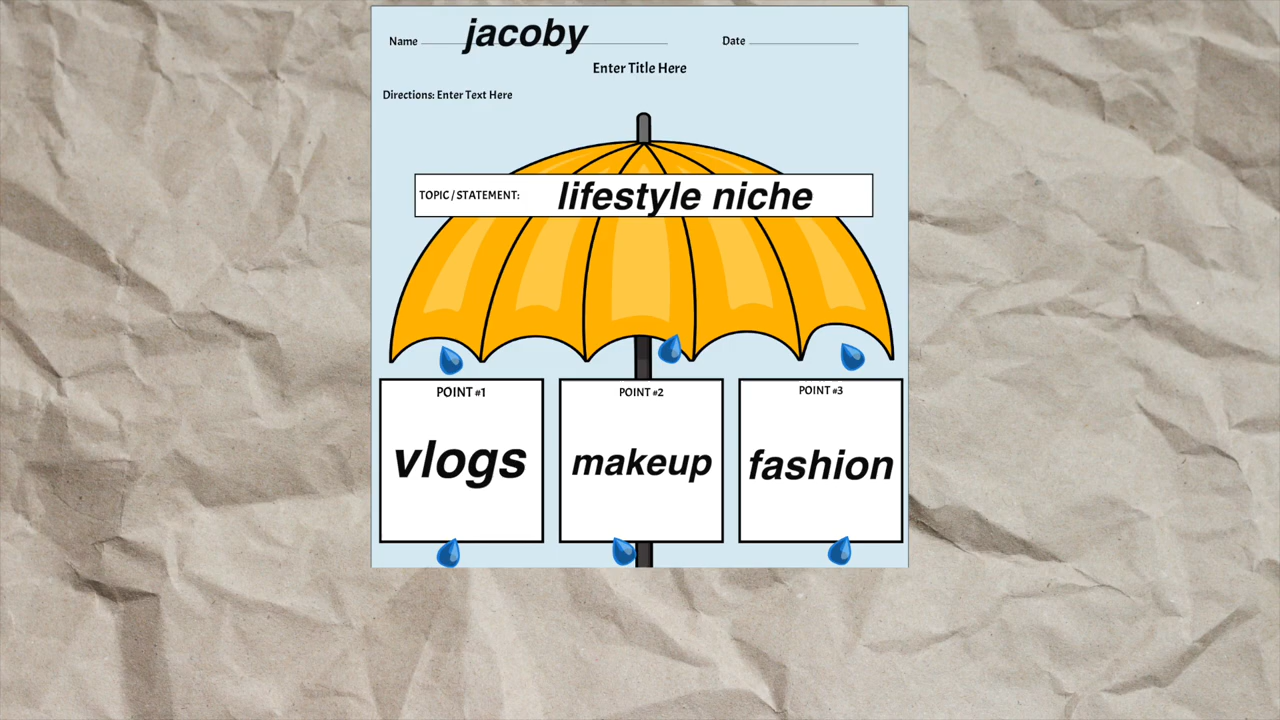 Name jacoby Date
Enter Title Here
Directions: Enter Text Here
TOPIC / STATEMENT: lifestyle niche
POINT #1 POINT #2 POINT #3
vlogs makeup fashion